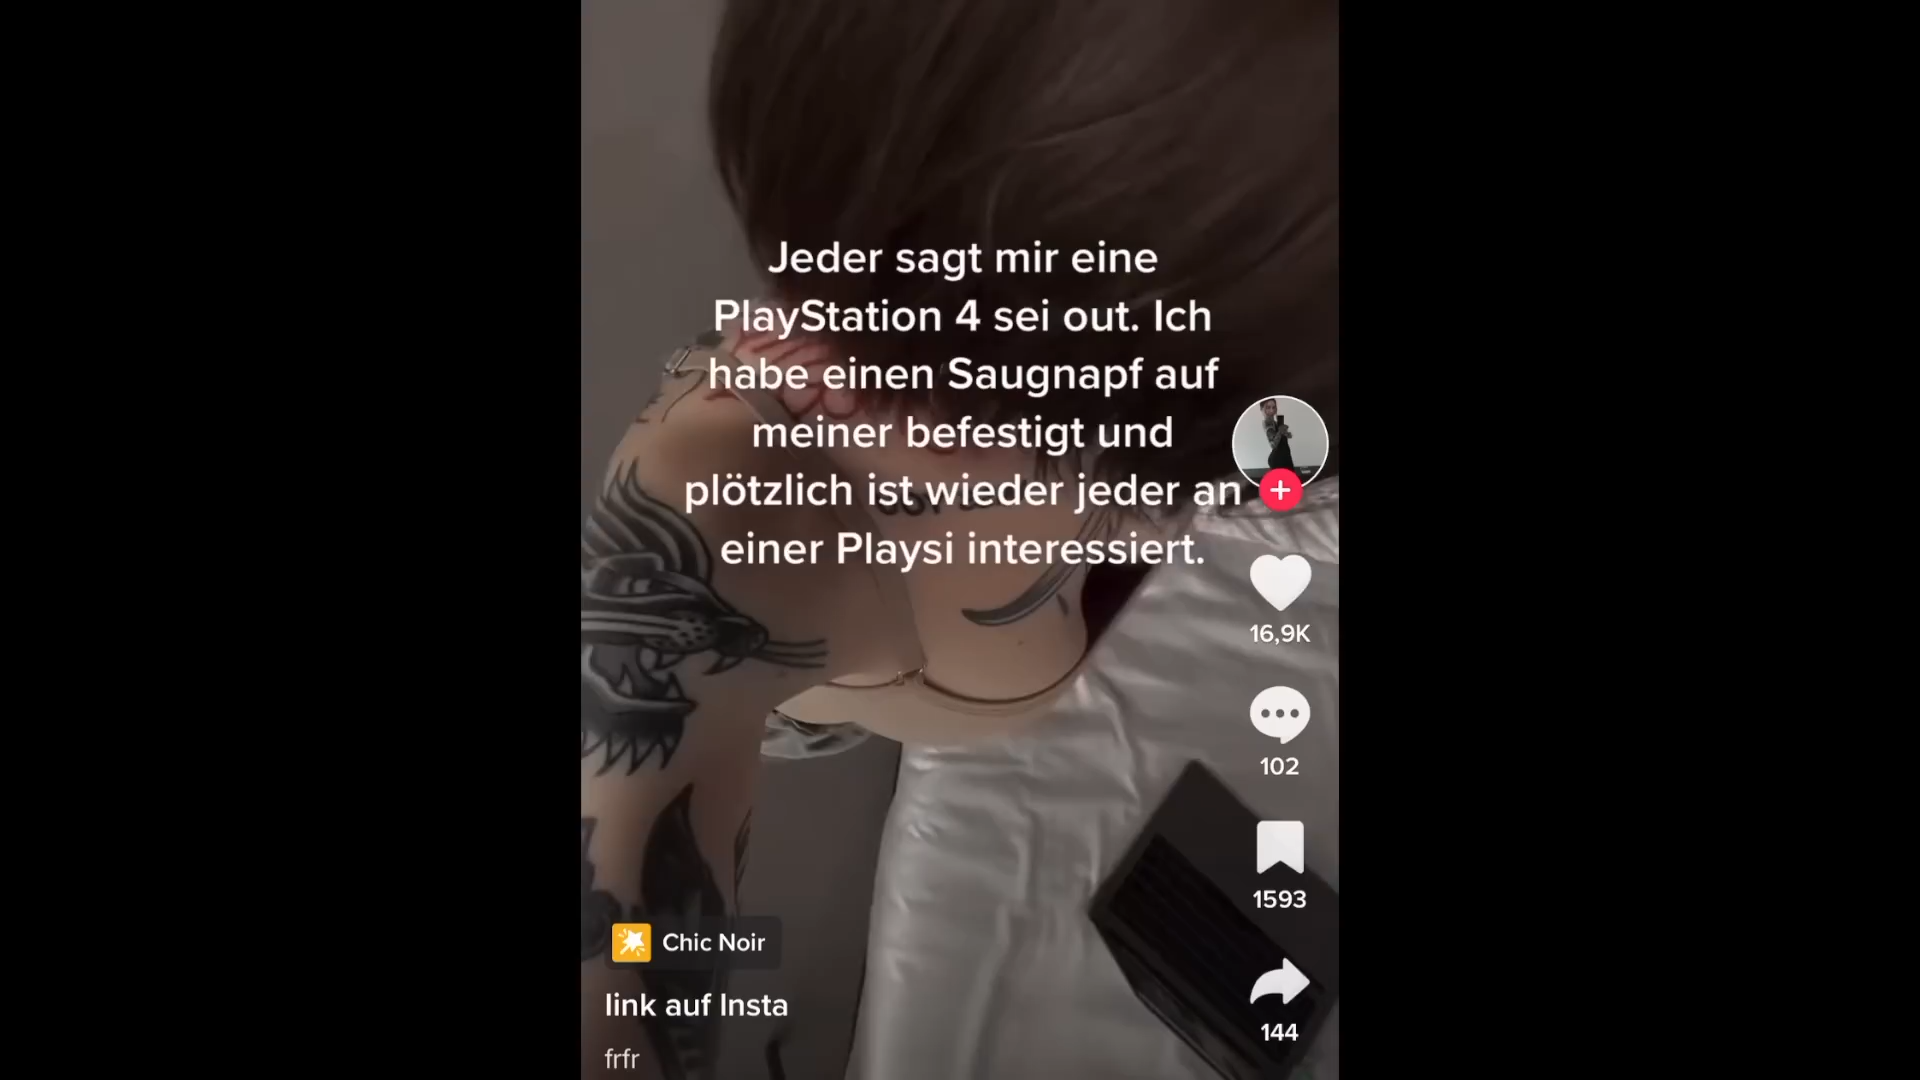 Jeder sagt mir eine
PlayStation 4 sei out. Ich
habe einen Saugnapf auf
meiner befestigt und
plötzlich ist wieder jeder an
einer Playsi interessiert.
16,9K
102
1593
144
Chic Noir
link auf Insta
frfr